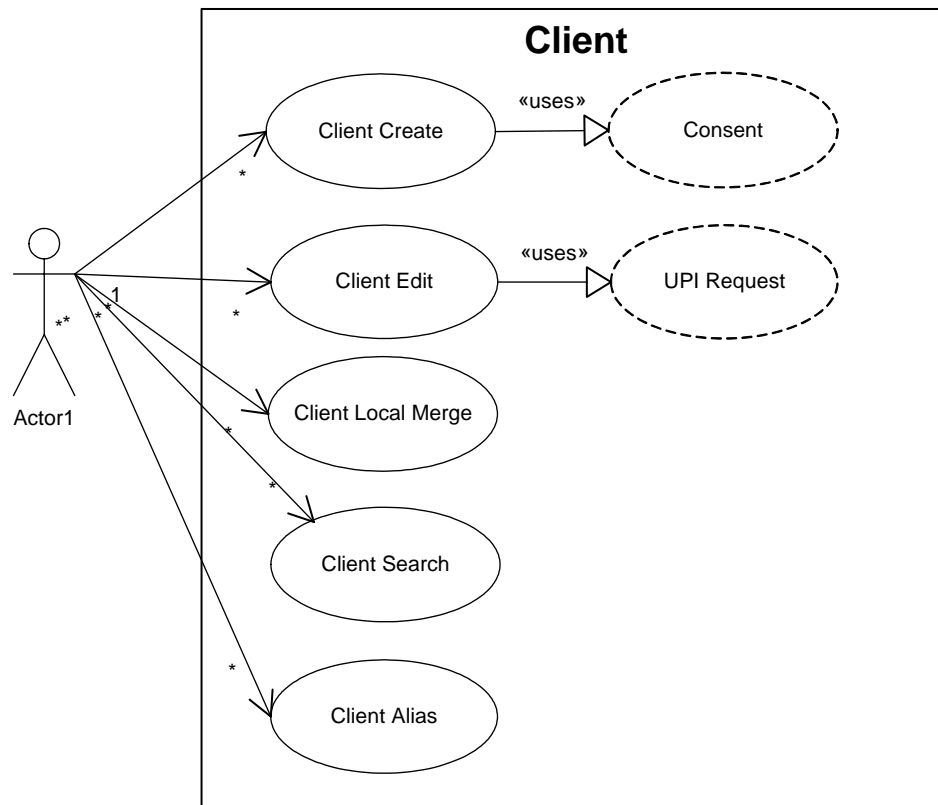 Client
«uses»
Client Create
Consent
*
«uses»
Client Edit
UPI Request
1
*
*
**
* *
Actor1
Client Local Merge
*
*
Client Search
*
Client Alias